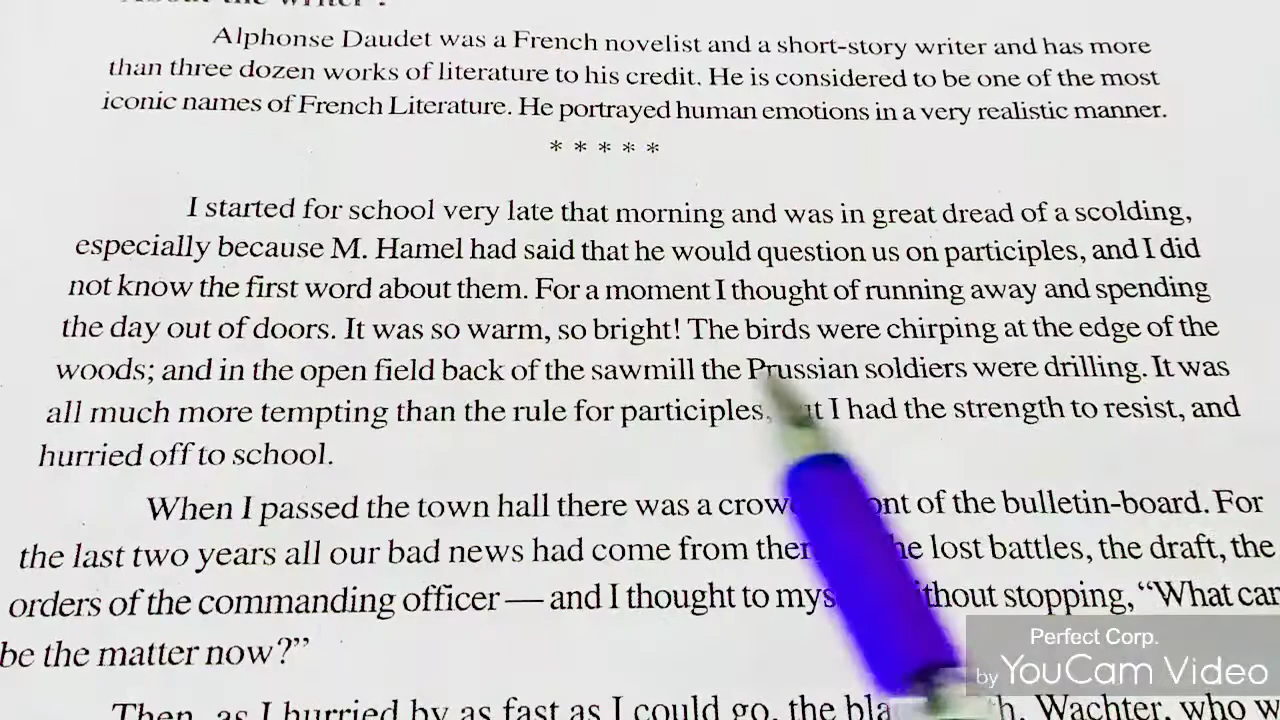 About the writer :
Alphonse Daudet was a French novelist and a short-story writer and has more
than three dozen works of literature to his credit. He is considered to be one of the most
iconic names of French Literature. He portrayed human emotions in a very realistic manner.
* * * * *
I started for school very late that morning and was in great dread of a scolding,
especially because M. Hamel had said that he would question us on participles, and I did
not know the first word about them. For a moment I thought of running away and spending
the day out of doors. It was so warm, so bright! The birds were chirping at the edge of the
woods; and in the open field back of the sawmill the Prussian soldiers were drilling. It was
all much more tempting than the rule for participles, but I had the strength to resist, and
hurried off to school.
When I passed the town hall there was a crowd front of the bulletin-board. For
the last two years all our bad news had come from the lost battles, the draft, the
orders of the commanding officer — and I thought to without stopping, “What can
be the matter now?”
Then, as I hurried by as fast as I could go, the Wachter, who
Perfect Corp.
by YouCam Video